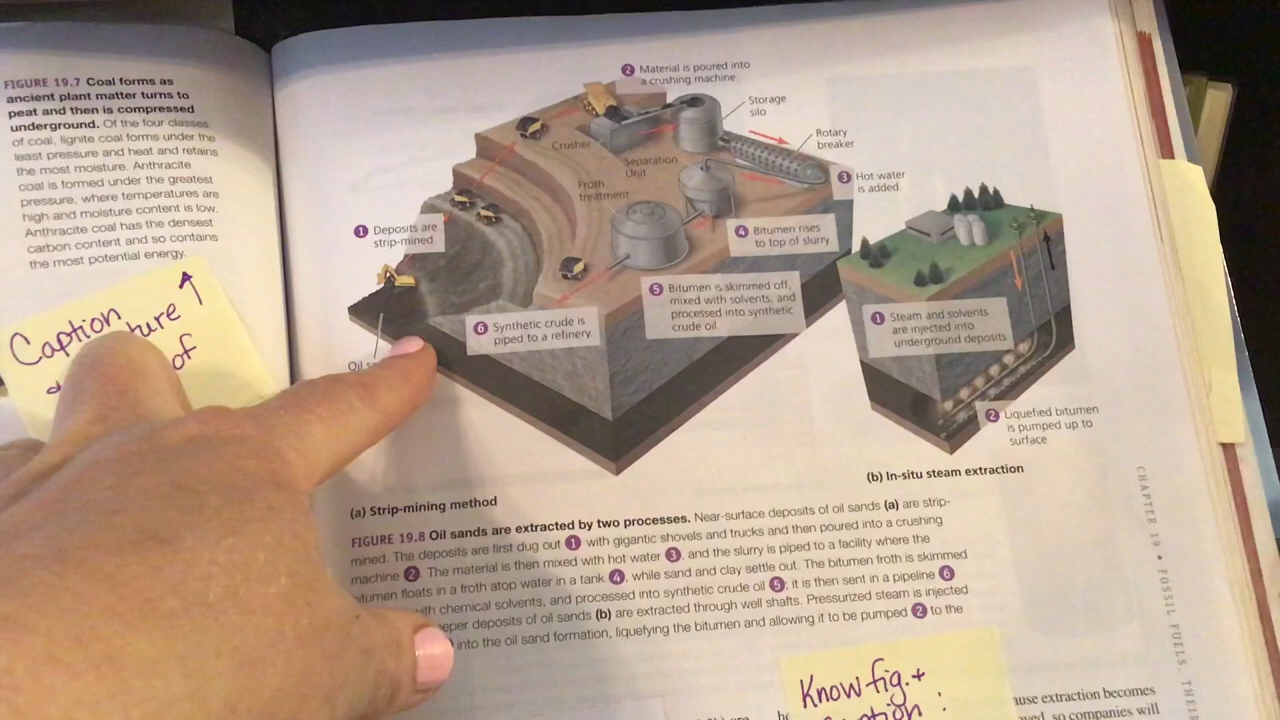 FIGURE 19.7 Coal forms as
ancient plant matter turns to
peat and then is compressed
underground. Of the four classes
of coal, lignite coal forms under the
least pressure and heat and retains
the most moisture. Anthracite
coal is formed under the greatest
pressure, where temperatures are
high and moisture content is low.
Anthracite coal has the densest
carbon content and so contains
the most potential energy.
Caption
of
2 Material is poured into
a crushing machine.
Storage
silo
Crusher
Rotary
breaker
Separation
Unit
Froth
treatment
3 Hot water
is added.
1 Deposits are
strip-mined.
4 Bitumen rises
to top of slurry.
5 Bitumen is skimmed off,
mixed with solvents, and
processed into synthetic
crude oil.
6 Synthetic crude is
piped to a refinery.
Oil
(a) Strip-mining method
1 Steam and solvents
are injected into
underground deposits
2 Liquefied bitumen
is pumped up to
surface
(b) In-situ steam extraction
FIGURE 19.8 Oil sands are extracted by two processes. Near-surface deposits of oil sands (a) are strip-
mined. The deposits are first dug out 1 with gigantic shovels and trucks and then poured into a crushing
machine 2. The material is then mixed with hot water 3, and the slurry is piped to a facility where the
bitumen floats in a froth atop water in a tank 4, while sand and clay settle out. The bitumen froth is skimmed
with chemical solvents, and processed into synthetic crude oil 5; it is then sent in a pipeline 6
deposits of oil sands (b) are extracted through well shafts. Pressurized steam is injected
into the oil sand formation, liquefying the bitumen and allowing it to be pumped 2 to the
Know fig. +
extraction becomes
so companies will
CHAPTER 19 • FOSSIL FUELS,